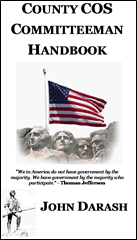 COUNTY COS
COMMITTEEMAN
HANDBOOK
"We in America do not have government by the
majority. We have government by the majority who
participate." - Thomas Jefferson
JOHN DARASH